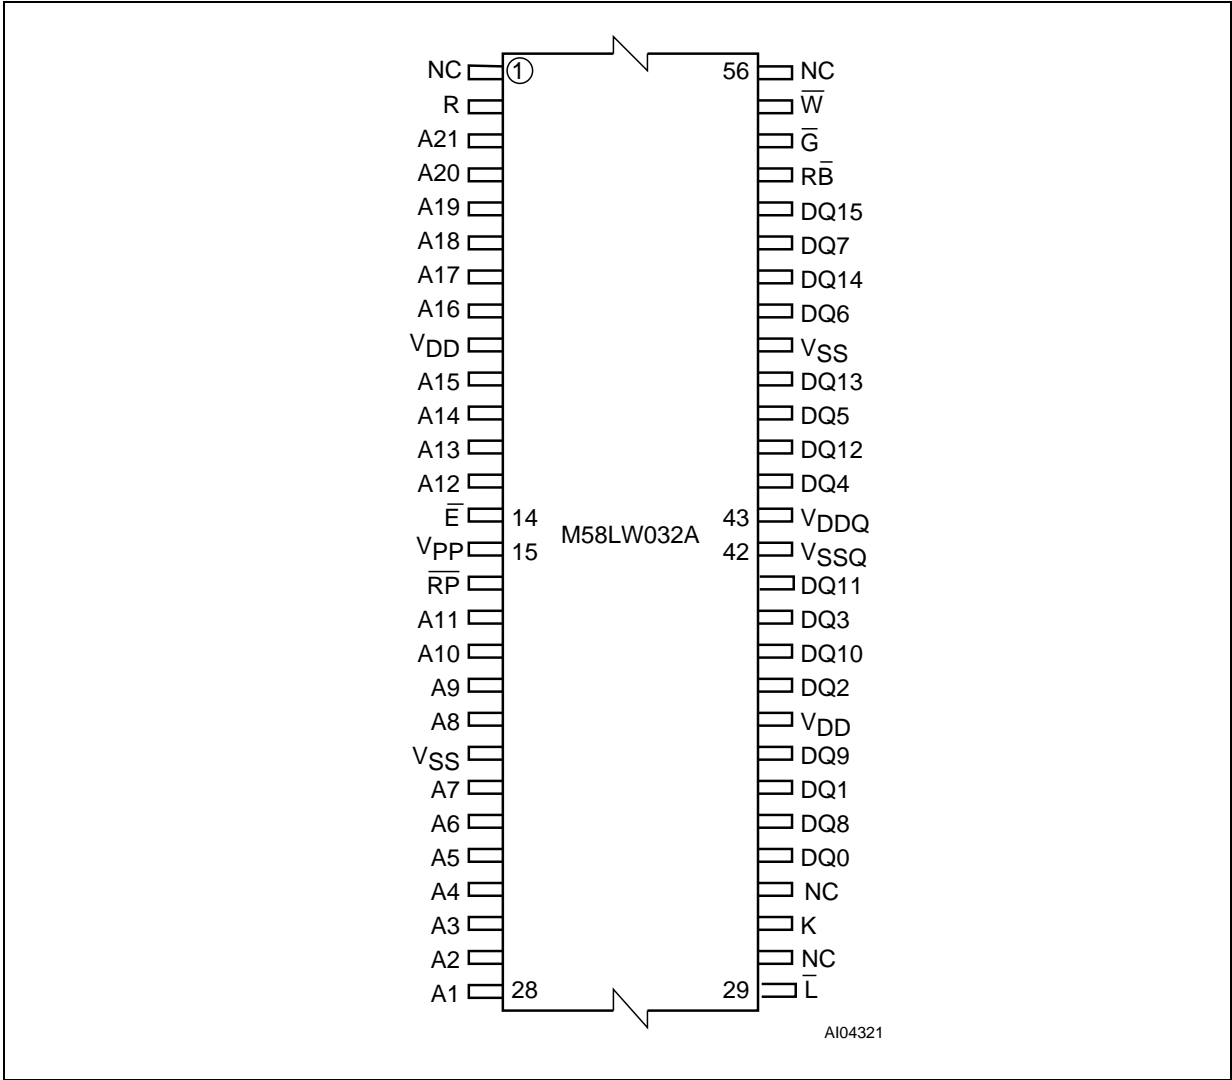 NC 1 56 NC
R W̅
A21 G̅
A20 RB̅
A19 DQ15
A18 DQ7
A17 DQ14
A16 DQ6
VDD VSS
A15 DQ13
A14 DQ5
A13 DQ12
A12 DQ4
E̅ 14 43 VDDQ
M58LW032A
VPP 15 42 VSSQ
R̅P̅ DQ11
A11 DQ3
A10 DQ10
A9 DQ2
A8 VDD
VSS DQ9
A7 DQ1
A6 DQ8
A5 DQ0
A4 NC
A3 K
A2 NC
A1 28 29 L̅
AI04321